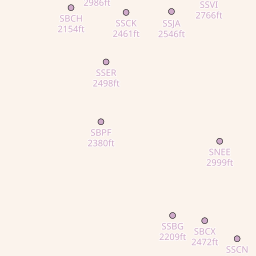 2986ft
SSVI
2766ft
SBCH
2154ft
SSCK
2461ft
SSJA
2546ft
SSER
2498ft
SBPF
2380ft
SNEE
2999ft
SSBG
2209ft
SBCX
2472ft
SSCN